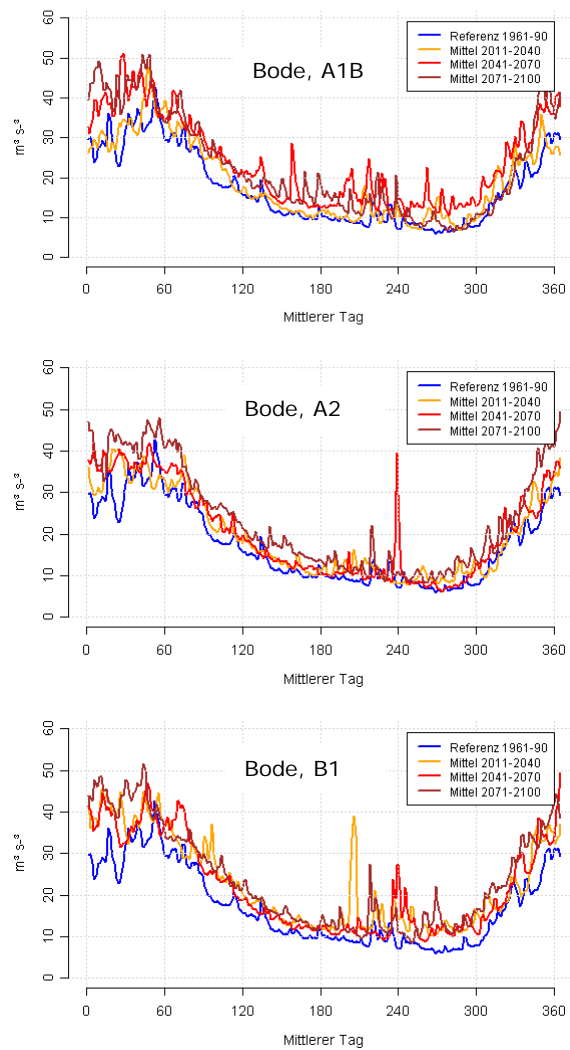 Bode, A1B
Referenz 1961-90
Mittel 2011-2040
Mittel 2041-2070
Mittel 2071-2100
m³ s-³
60
50
40
30
20
10
0
0 60 120 180 240 300 360
Mittlerer Tag
Bode, A2
Referenz 1961-90
Mittel 2011-2040
Mittel 2041-2070
Mittel 2071-2100
m³ s-³
60
50
40
30
20
10
0
0 60 120 180 240 300 360
Mittlerer Tag
Bode, B1
Referenz 1961-90
Mittel 2011-2040
Mittel 2041-2070
Mittel 2071-2100
m³ s-³
60
50
40
30
20
10
0
0 60 120 180 240 300 360
Mittlerer Tag